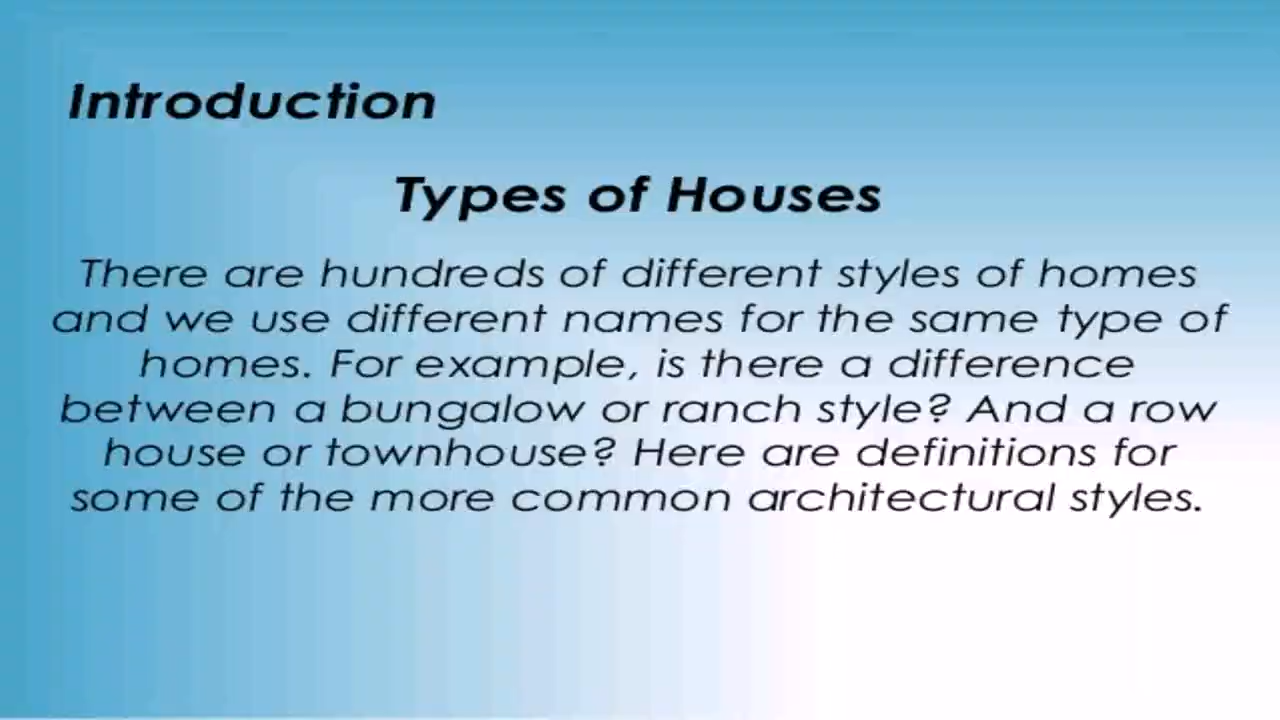 Introduction
Types of Houses
There are hundreds of different styles of homes
and we use different names for the same type of
homes. For example, is there a difference
between a bungalow or ranch style? And a row
house or townhouse? Here are definitions for
some of the more common architectural styles.